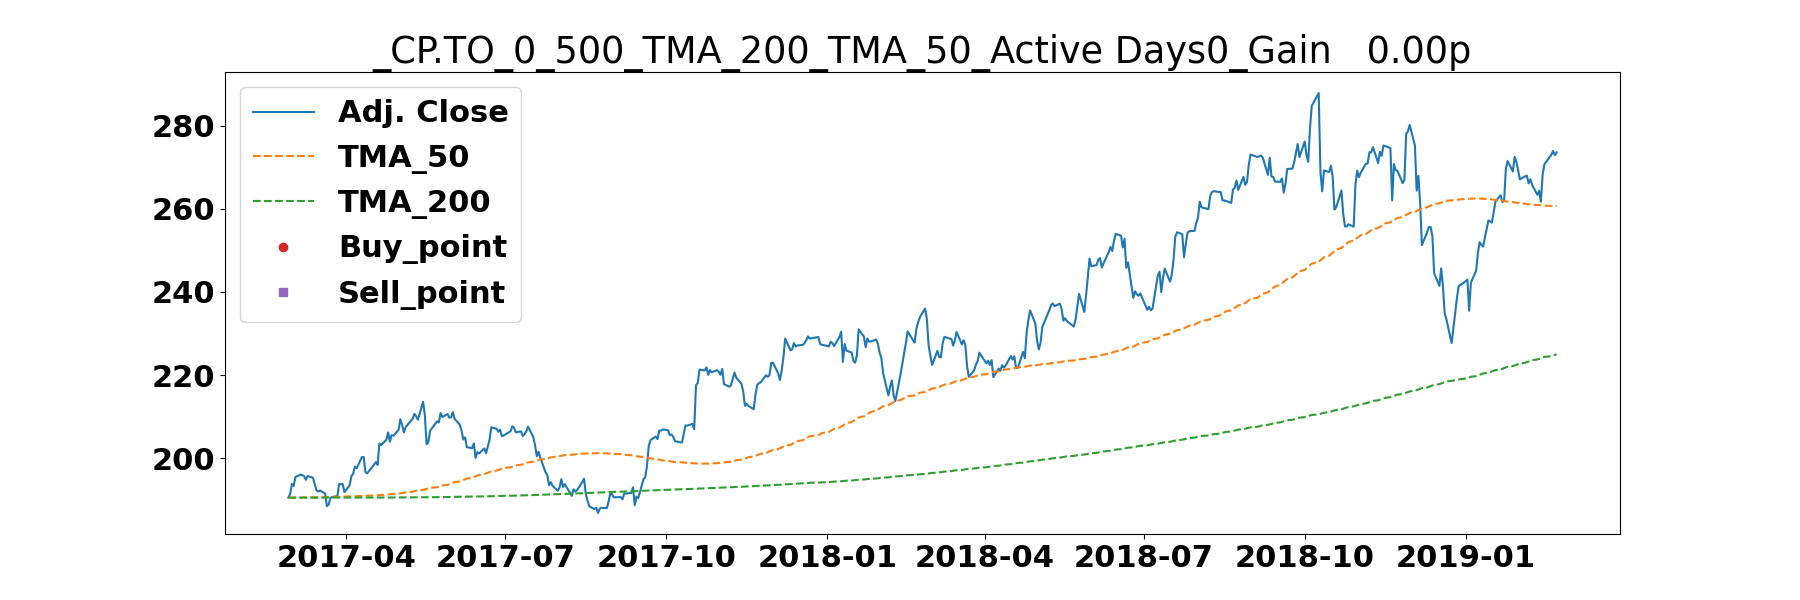 _CP.TO_0_500_TMA_200_TMA_50_Active Days0_Gain   0.00p
Adj. Close
TMA_50
TMA_200
Buy_point
Sell_point
280
260
240
220
200
2017-04 2017-07 2017-10 2018-01 2018-04 2018-07 2018-10 2019-01